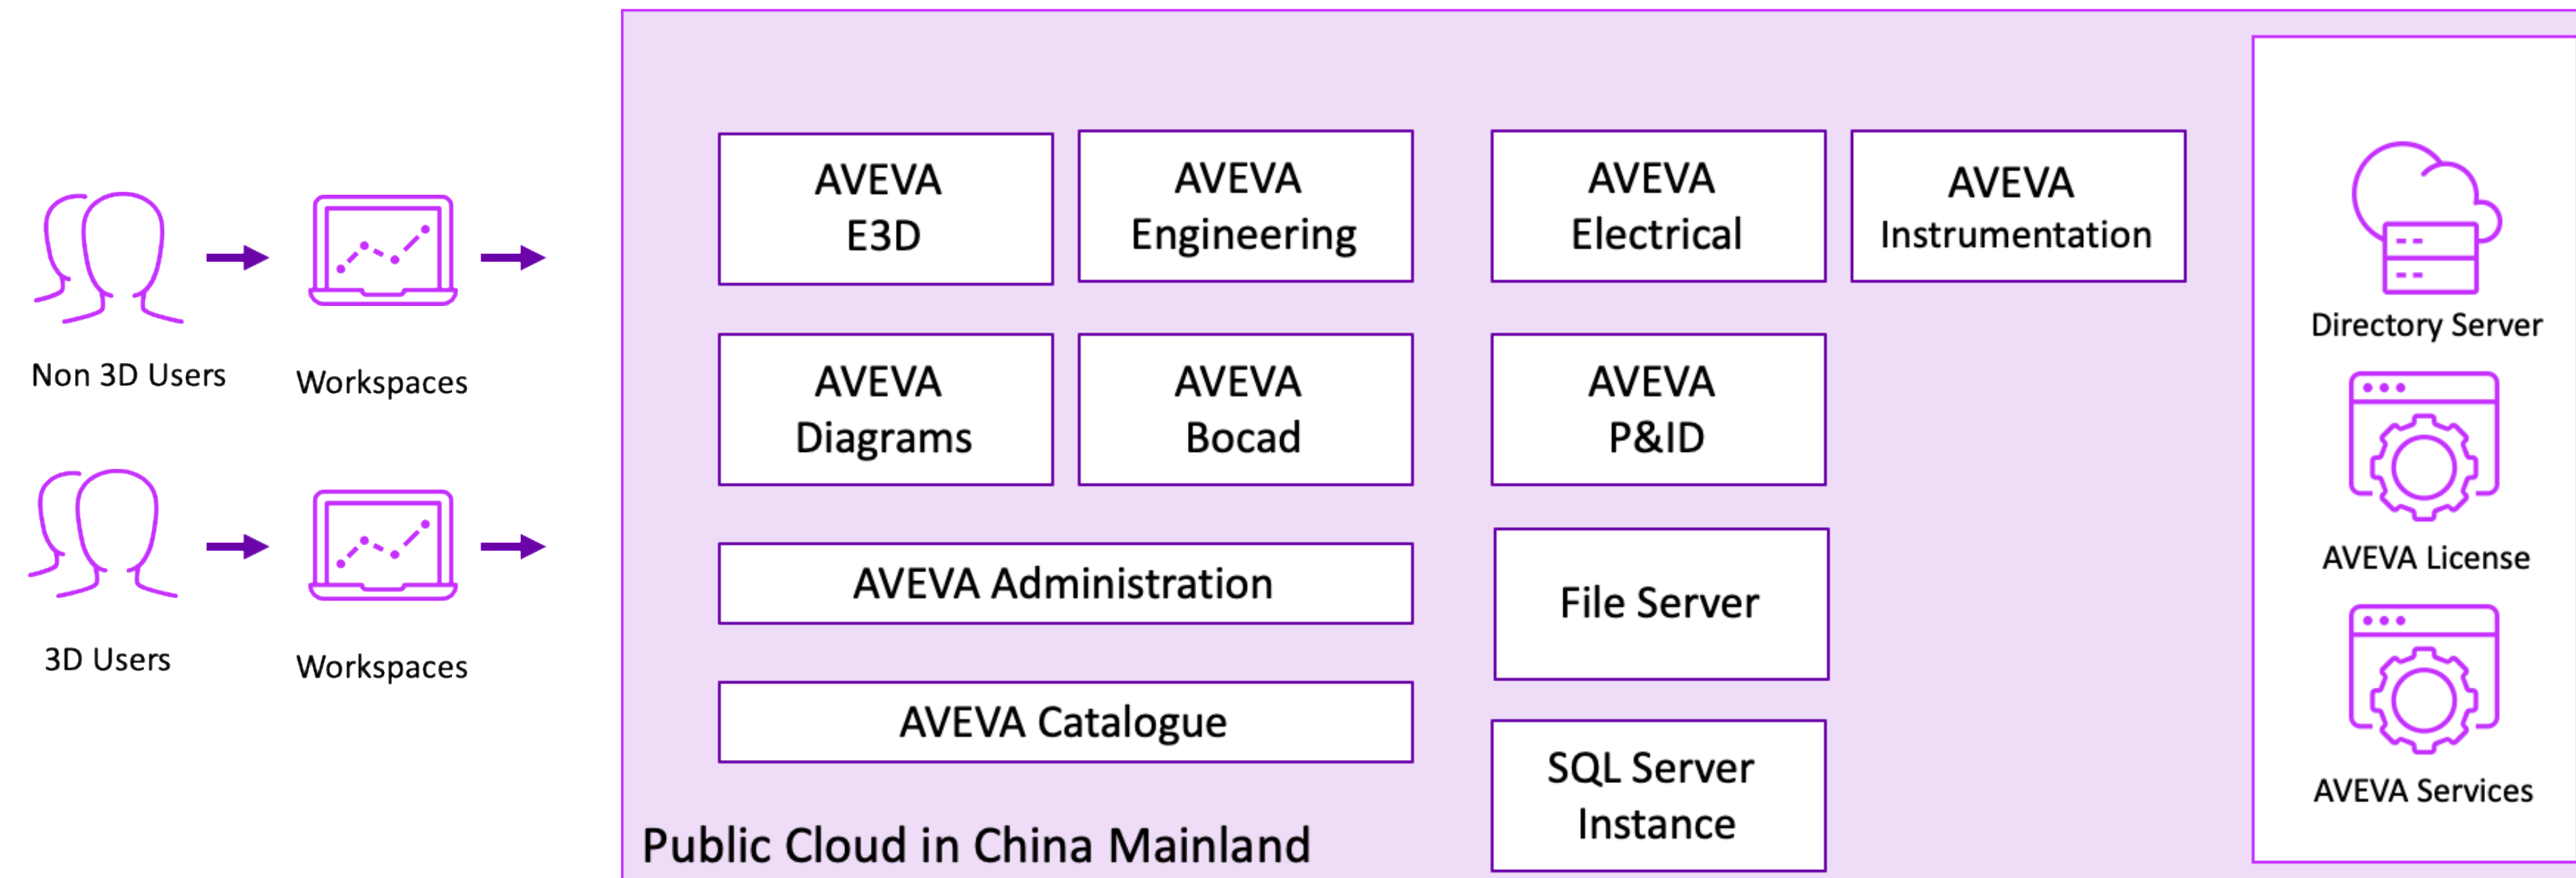 Non 3D Users
Workspaces
3D Users
Workspaces
AVEVA
E3D
AVEVA
Engineering
AVEVA
Electrical
AVEVA
Instrumentation
AVEVA
Diagrams
AVEVA
Bocad
AVEVA
P&ID
AVEVA Administration
File Server
AVEVA Catalogue
SQL Server
Instance
Public Cloud in China Mainland
Directory Server
AVEVA License
AVEVA Services